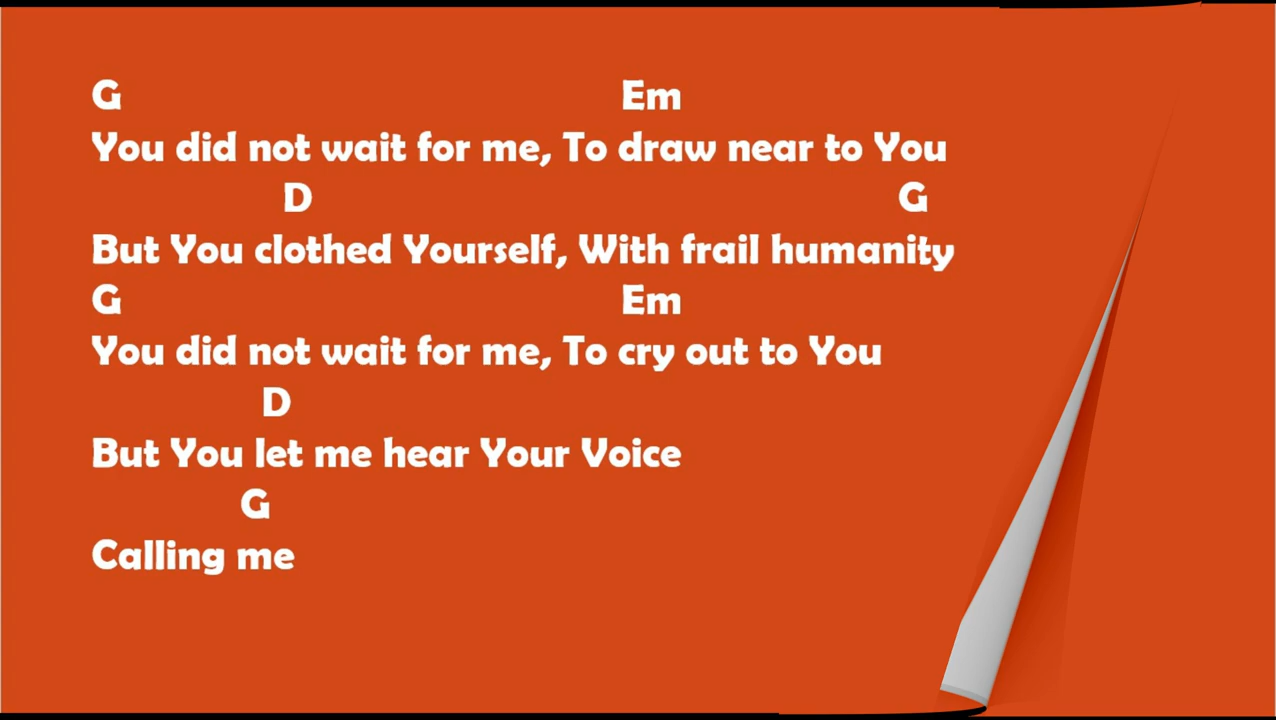 G Em
You did not wait for me, To draw near to You
D G
But You clothed Yourself, With frail humanity
G Em
You did not wait for me, To cry out to You
D
But You let me hear Your Voice
G
Calling me